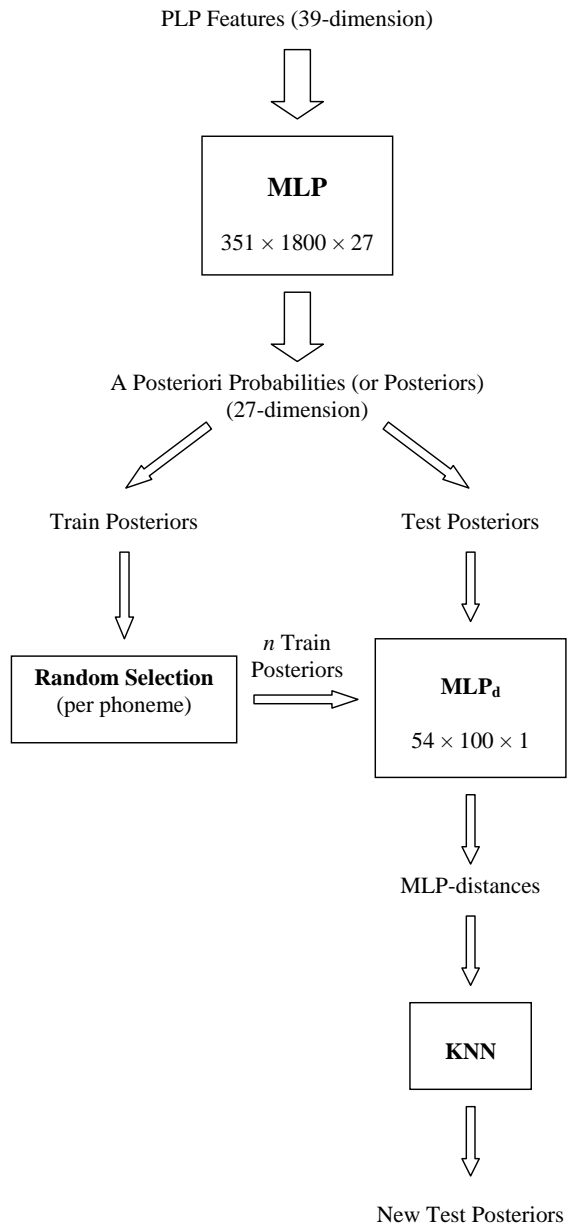 PLP Features (39-dimension)
MLP
351 × 1800 × 27
A Posteriori Probabilities (or Posteriors)
(27-dimension)
Train Posteriors
Test Posteriors
Random Selection
(per phoneme)
n Train
Posteriors
MLPd
54 × 100 × 1
MLP-distances
KNN
New Test Posteriors